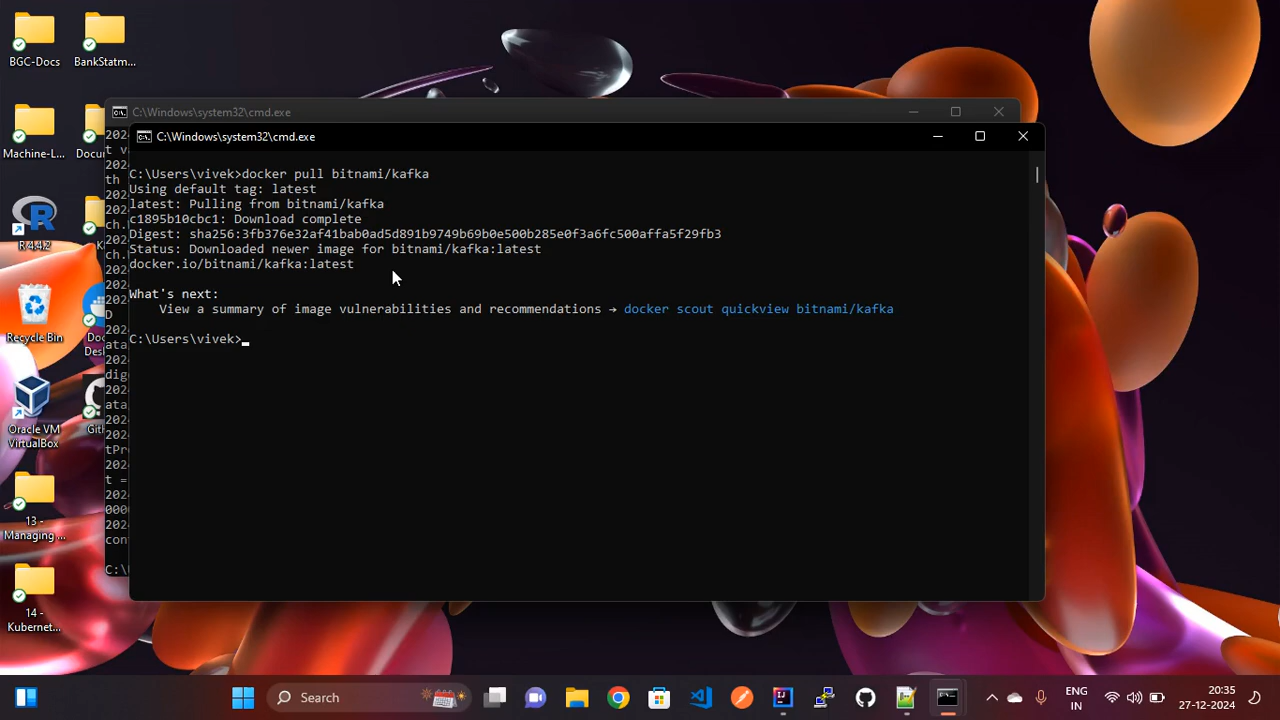 BGC-Docs
BankStatm...
Machine-L...
Docu
R 4.4.2
Recycle Bin
Doc
Desk
Oracle VM
VirtualBox
Gith
13 -
Managing ...
14 -
Kubernet...
C:\Windows\system32\cmd.exe
C:\Windows\system32\cmd.exe
C:\Users\vivek>docker pull bitnami/kafka
Using default tag: latest
latest: Pulling from bitnami/kafka
c1895b10cbc1: Download complete
Digest: sha256:3fb376e32af41bab0ad5d891b9749b69b0e500b285e0f3a6fc500affa5f29fb3
Status: Downloaded newer image for bitnami/kafka:latest
docker.io/bitnami/kafka:latest
What's next:
View a summary of image vulnerabilities and recommendations → docker scout quickview bitnami/kafka
C:\Users\vivek>
Search
ENG
IN
20:35
27-12-2024